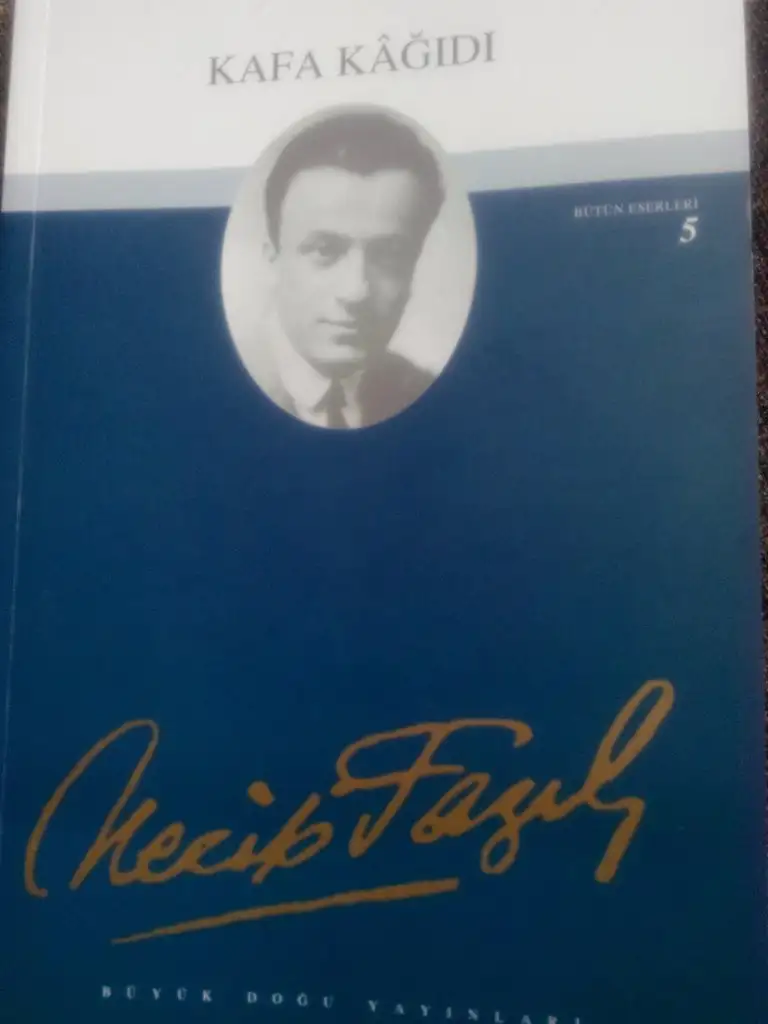 KAFA KÂĞIDI
BÜTÜN ESERLERİ
5
Necip Fazıl
BÜYÜK DOĞU YAYINLARI